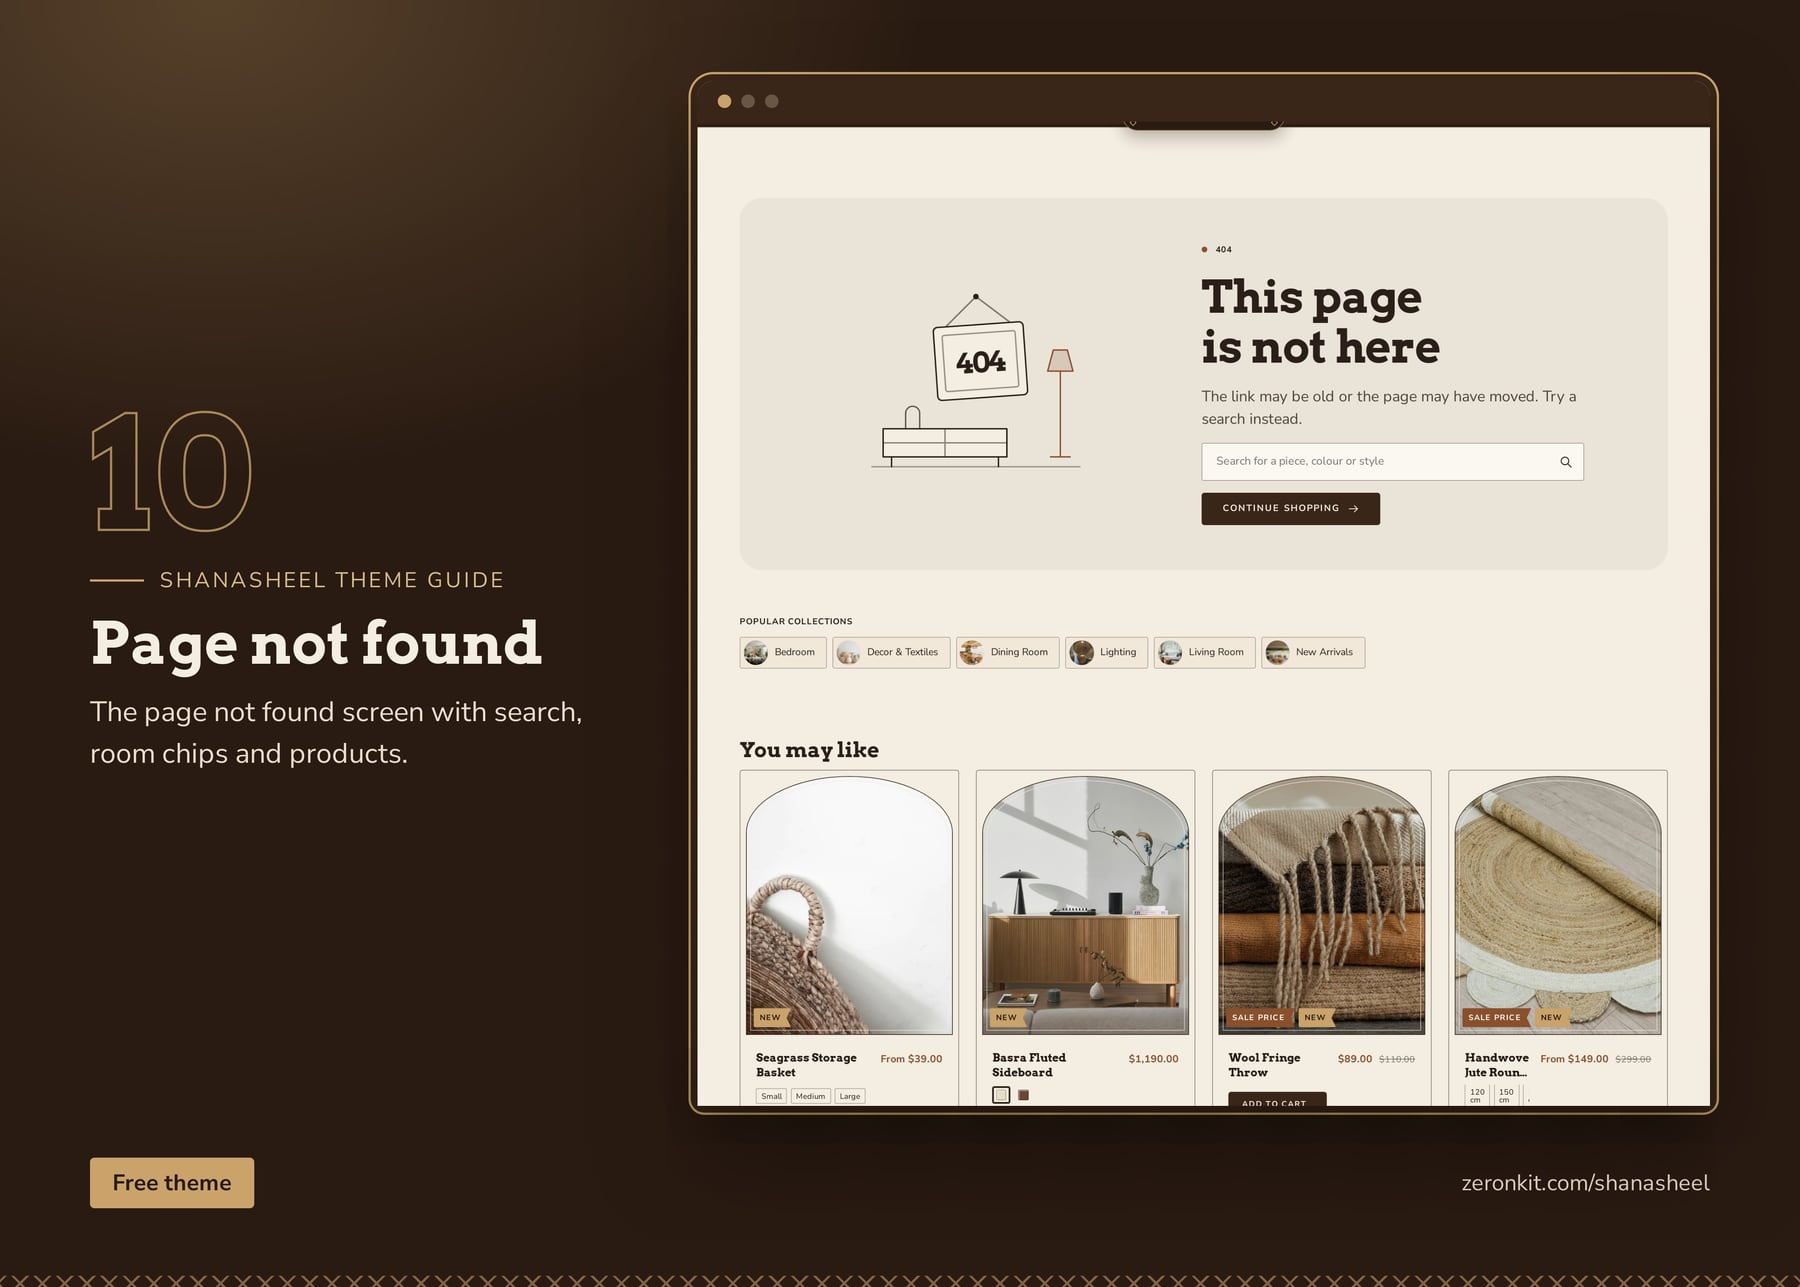 10
SHANASHEEL THEME GUIDE
Page not found
The page not found screen with search,
room chips and products.
Free theme
404
404
This page
is not here
The link may be old or the page may have moved. Try a
search instead.
Search for a piece, colour or style
CONTINUE SHOPPING
POPULAR COLLECTIONS
Bedroom
Decor & Textiles
Dining Room
Lighting
Living Room
New Arrivals
You may like
NEW
Seagrass Storage
Basket
From $39.00
Small
Medium
Large
NEW
Basra Fluted
Sideboard
$1,190.00
SALE PRICE
NEW
Wool Fringe
Throw
$89.00 $110.00
ADD TO CART
SALE PRICE
NEW
Handwove
Jute Roun...
From $149.00 $299.00
120
cm
150
cm
zeronkit.com/shanasheel